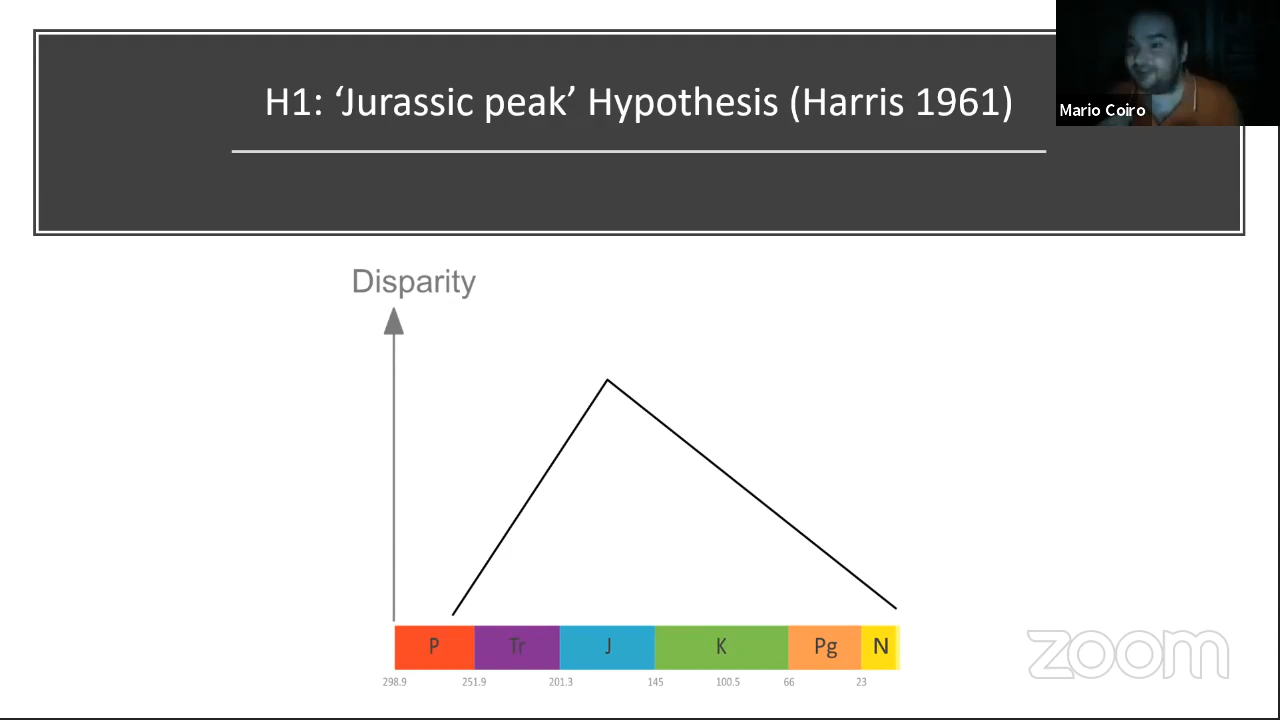 H1: ‘Jurassic peak’ Hypothesis (Harris 1961)
Mario Coiro
Disparity
P Tr J K Pg N
298.9 251.9 201.3 145 100.5 66 23
zoom